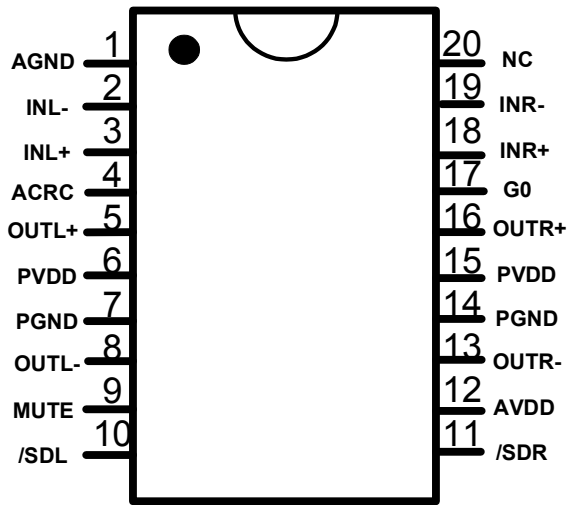 AGND 1
INL- 2
INL+ 3
ACRC 4
OUTL+ 5
PVDD 6
PGND 7
OUTL- 8
MUTE 9
/SDL 10
20 NC
19 INR-
18 INR+
17 G0
16 OUTR+
15 PVDD
14 PGND
13 OUTR-
12 AVDD
11 /SDR